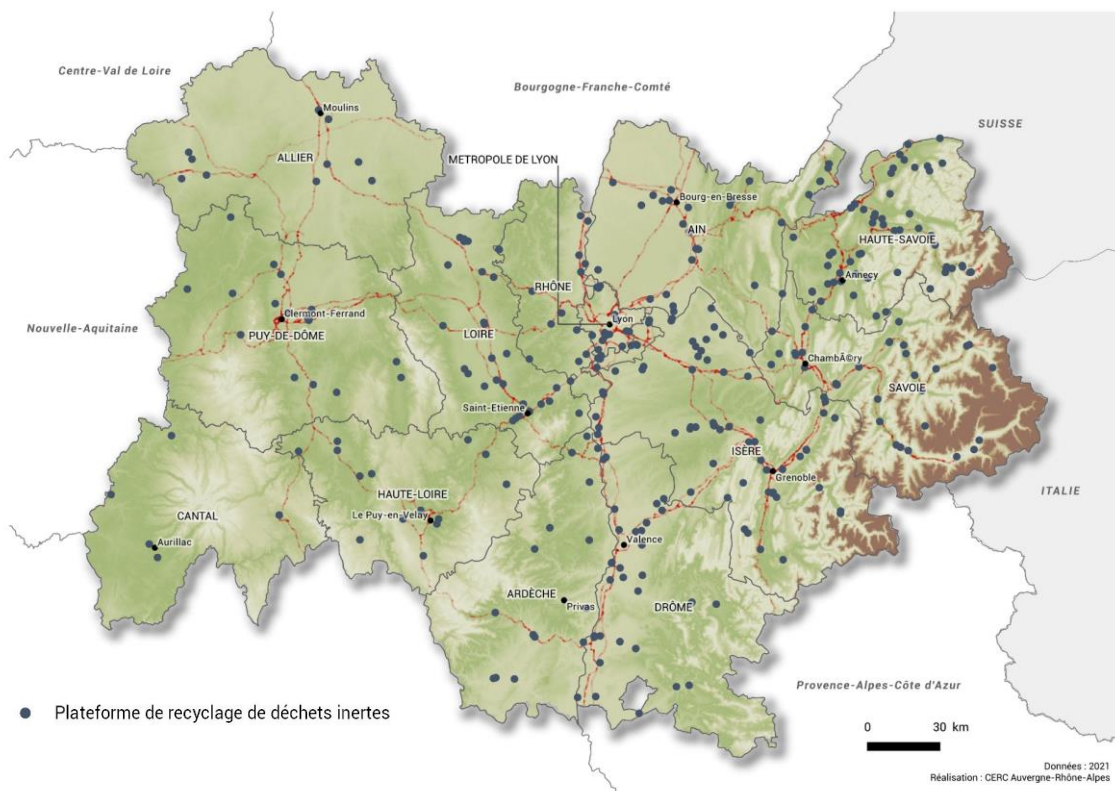 Centre-Val de Loire
Bourgogne-Franche-Comté
SUISSE
Moulins
ALLIER
METROPOLE DE LYON
Bourg-en-Bresse
AIN
HAUTE-SAVOIE
Annecy
RHÔNE
Nouvelle-Aquitaine
Clermont-Ferrand
PUY-DE-DÔME
LOIRE
Lyon
ChambÃ©ry
SAVOIE
Saint-Etienne
ISÈRE
Grenoble
ITALIE
HAUTE-LOIRE
Le Puy-en-Velay
CANTAL
Aurillac
Valence
ARDÈCHE
Privas
DRÔME
Provence-Alpes-Côte d'Azur
Plateforme de recyclage de déchets inertes
0 30 km
Données : 2021
Réalisation : CERC Auvergne-Rhône-Alpes